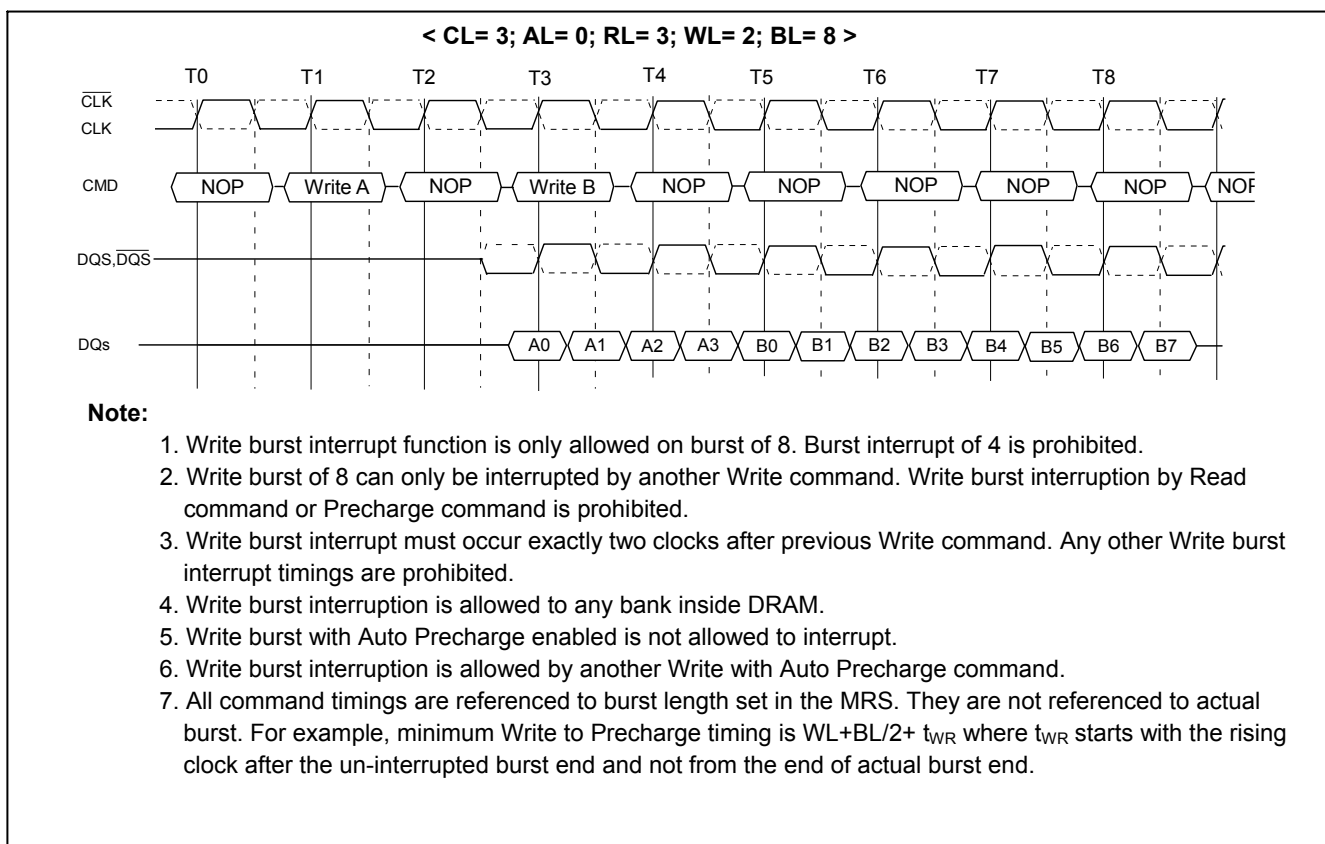 < CL= 3; AL= 0; RL= 3; WL= 2; BL= 8 >
T0 T1 T2 T3 T4 T5 T6 T7 T8
CLK
CLK
CMD NOP Write A NOP Write B NOP NOP NOP NOP NOP NOP
DQS,DQS
DQs A0 A1 A2 A3 B0 B1 B2 B3 B4 B5 B6 B7
Note:
1. Write burst interrupt function is only allowed on burst of 8. Burst interrupt of 4 is prohibited.
2. Write burst of 8 can only be interrupted by another Write command. Write burst interruption by Read
command or Precharge command is prohibited.
3. Write burst interrupt must occur exactly two clocks after previous Write command. Any other Write burst
interrupt timings are prohibited.
4. Write burst interruption is allowed to any bank inside DRAM.
5. Write burst with Auto Precharge enabled is not allowed to interrupt.
6. Write burst interruption is allowed by another Write with Auto Precharge command.
7. All command timings are referenced to burst length set in the MRS. They are not referenced to actual
burst. For example, minimum Write to Precharge timing is WL+BL/2+ tWR where tWR starts with the rising
clock after the un-interrupted burst end and not from the end of actual burst end.